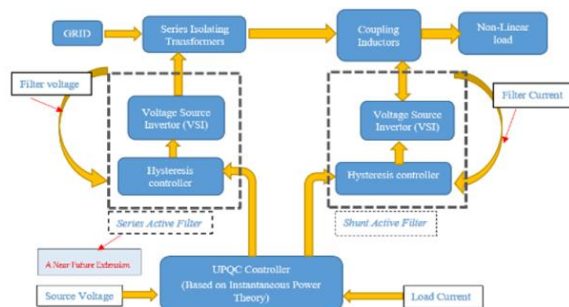 GRID
Series Isolating
Transformers
Coupling
Inductors
Non-Linear
load
Filter voltage
Filter Current
Voltage Source
Invertor (VSI)
Voltage Source
Invertor (VSI)
Hysteresis
controller
Hysteresis controller
Series Active Filter
Shunt Active Filter
A Near Future Extension
UPQC Controller
(Based on Instantaneous Power
Theory)
Source Voltage
Load Current